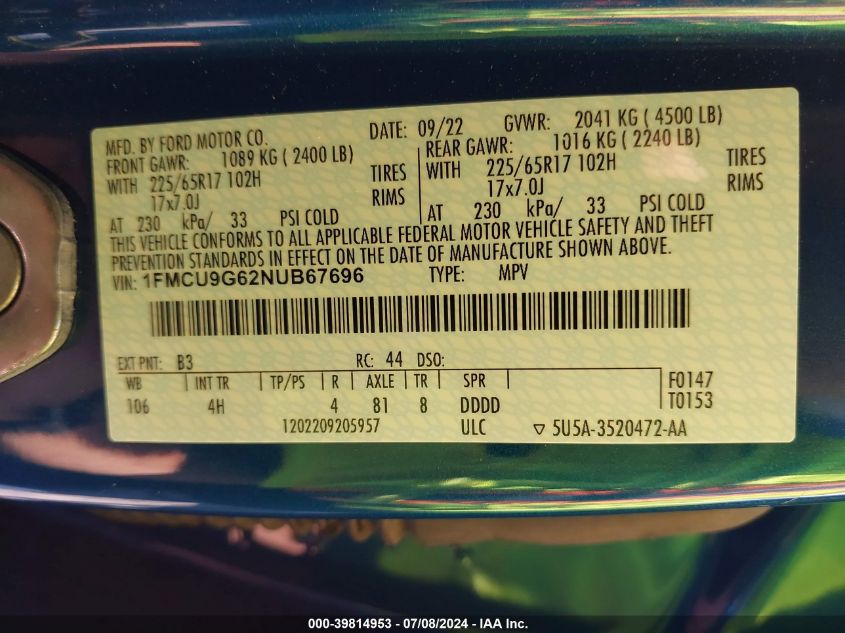 MFD. BY FORD MOTOR CO. DATE: 09/22 GVWR: 2041 KG ( 4500 LB)
FRONT GAWR: 1089 KG ( 2400 LB) REAR GAWR: 1016 KG ( 2240 LB)
WITH 225/65R17 102H TIRES WITH 225/65R17 102H TIRES
17x7.0J RIMS 17x7.0J RIMS
AT 230 kPa/ 33 PSI COLD AT 230 kPa/ 33 PSI COLD
THIS VEHICLE CONFORMS TO ALL APPLICABLE FEDERAL MOTOR VEHICLE SAFETY AND THEFT
PREVENTION STANDARDS IN EFFECT ON THE DATE OF MANUFACTURE SHOWN ABOVE.
VIN: 1FMCU9G62NUB67696 TYPE: MPV
EXT PNT: B3 RC: 44 DSO:
WB INT TR TP/PS R AXLE TR SPR F0147
106 4H 4 81 8 DDDD T0153
1202209205957 ULC ▽ 5U5A-3520472-AA
000-39814953 / 07/08/2024 - IAA Inc.